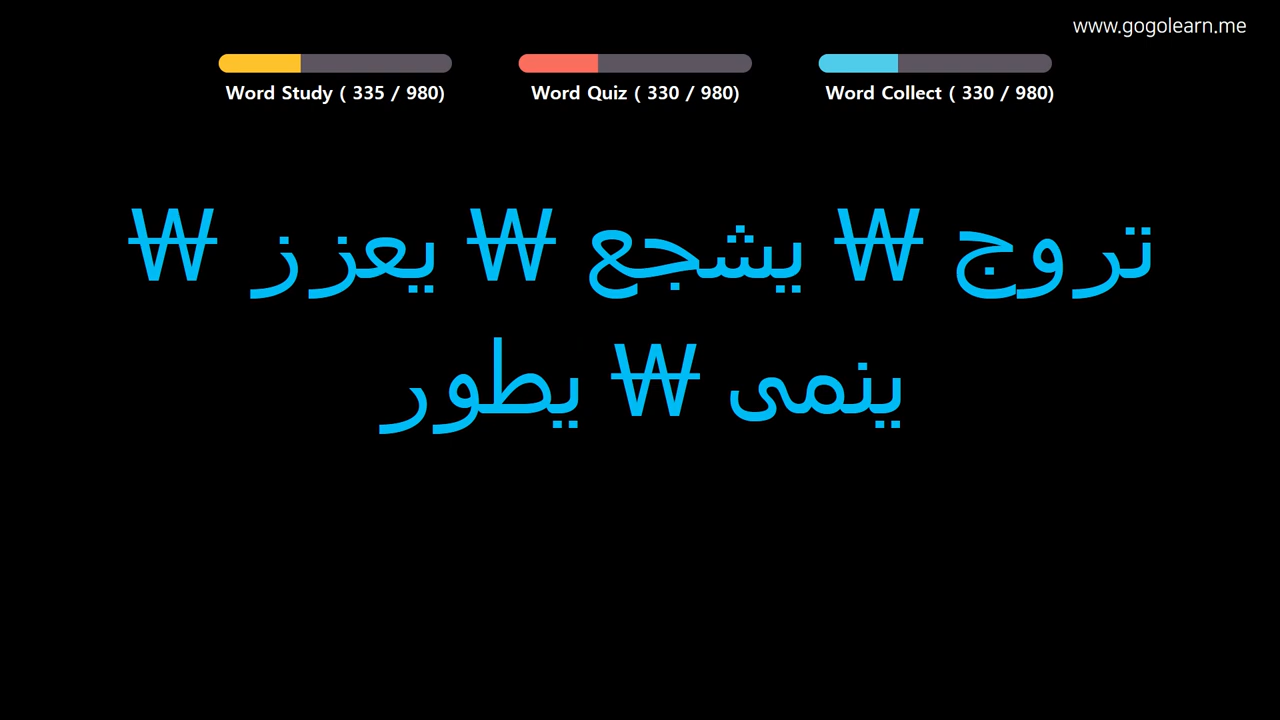 www.gogolearn.me
Word Study ( 335 / 980)
Word Quiz ( 330 / 980)
Word Collect ( 330 / 980)
تروج ₩ يشجع ₩ يعزز ₩
ينمى ₩ يطور